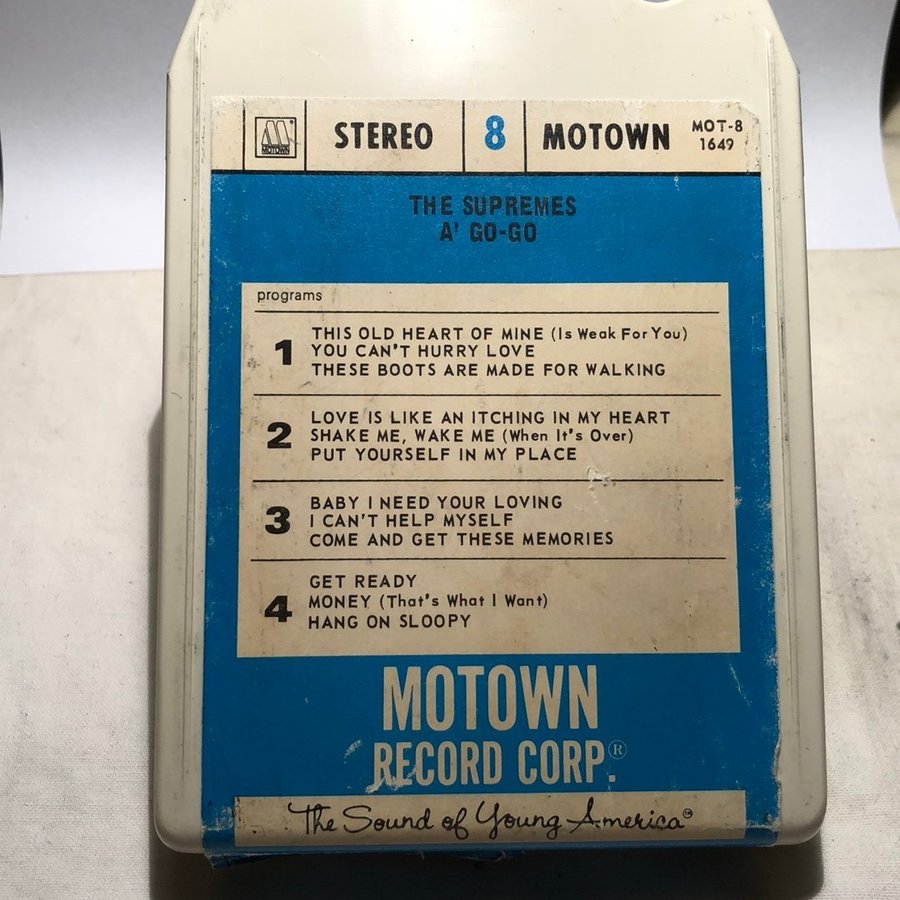 MOTOWN
STEREO 8 MOTOWN MOT-8
1649
THE SUPREMES
A' GO-GO
programs
1
THIS OLD HEART OF MINE (Is Weak For You)
YOU CAN'T HURRY LOVE
THESE BOOTS ARE MADE FOR WALKING
2
LOVE IS LIKE AN ITCHING IN MY HEART
SHAKE ME, WAKE ME (When It's Over)
PUT YOURSELF IN MY PLACE
3
BABY I NEED YOUR LOVING
I CAN'T HELP MYSELF
COME AND GET THESE MEMORIES
4
GET READY
MONEY (That's What I Want)
HANG ON SLOOPY
MOTOWN
RECORD CORP.®
The Sound of Young America™